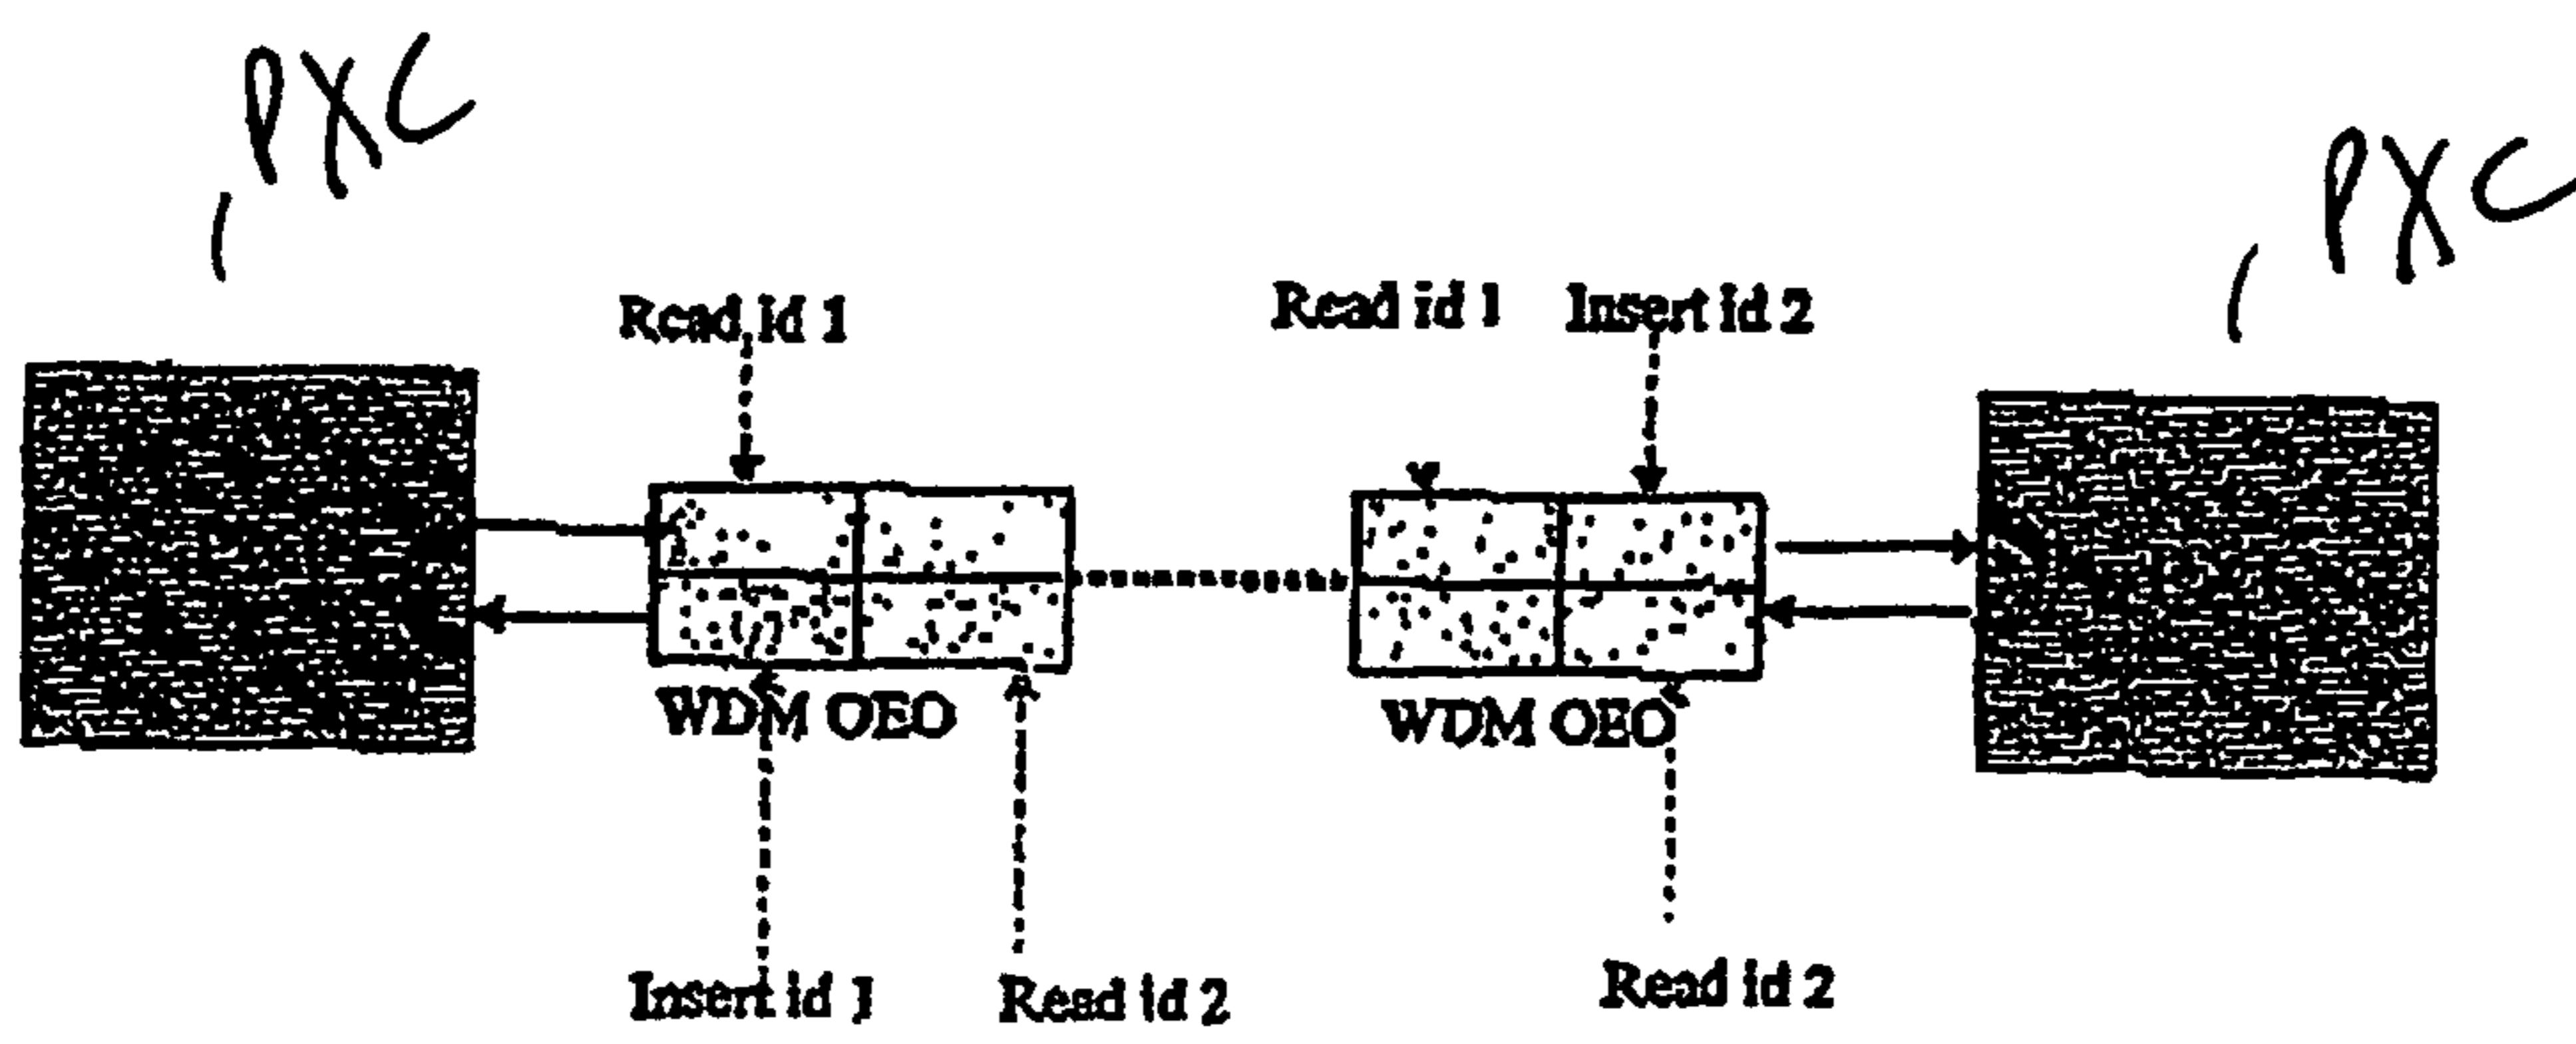 PXC
PXC
Read id 1
Read id 1
Insert id 2
WDM OEO
WDM OEO
Insert id 1
Read id 2
Read id 2